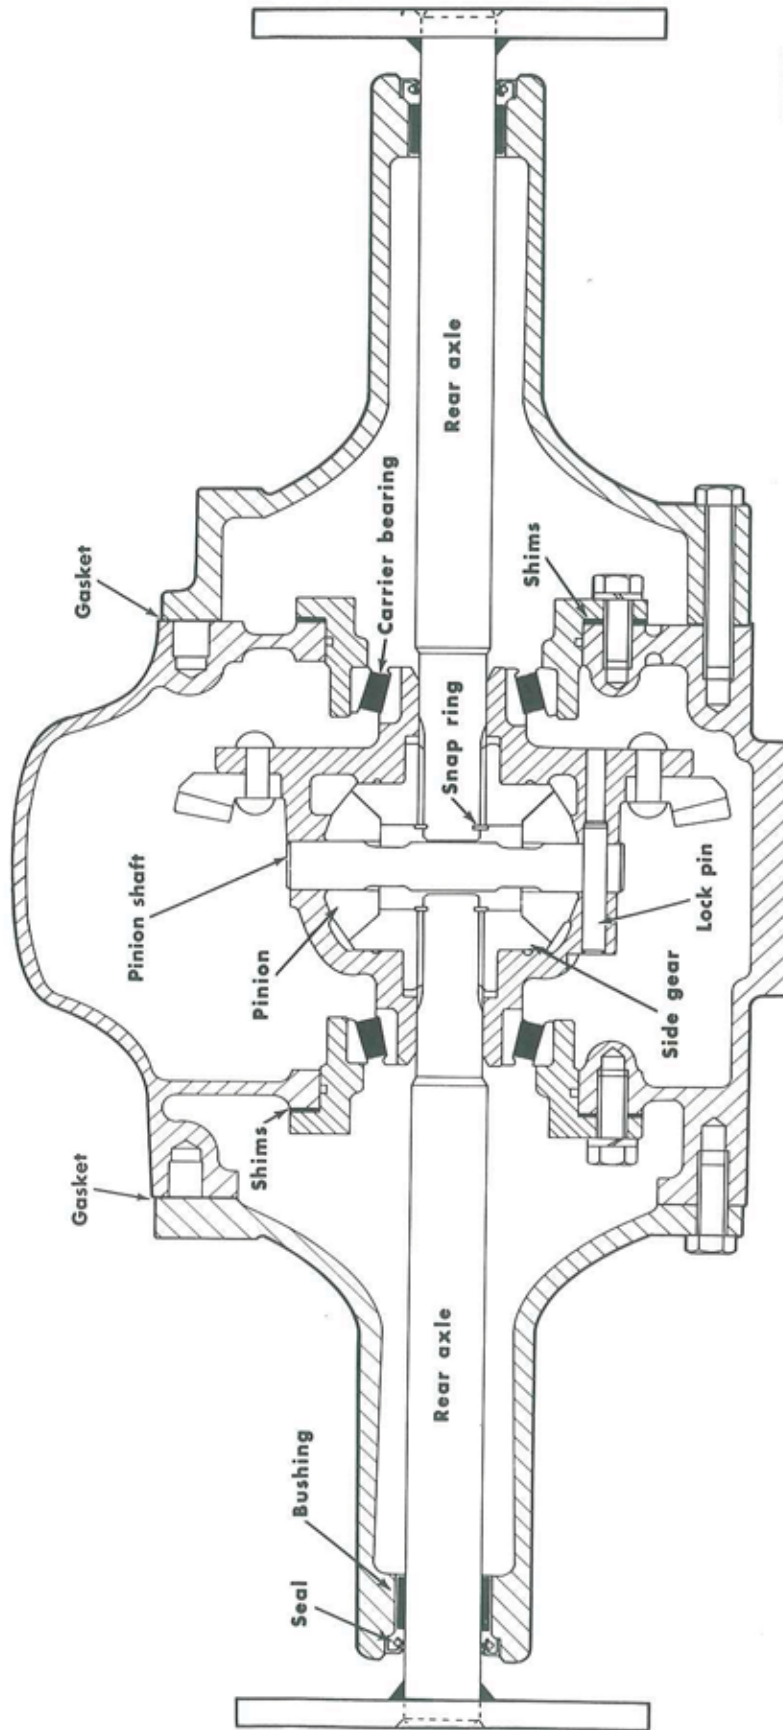 Gasket
Carrier bearing
Rear axle
Shims
Snap ring
Pinion shaft
Pinion
Lock pin
Side gear
Gasket
Shims
Rear axle
Bushing
Seal